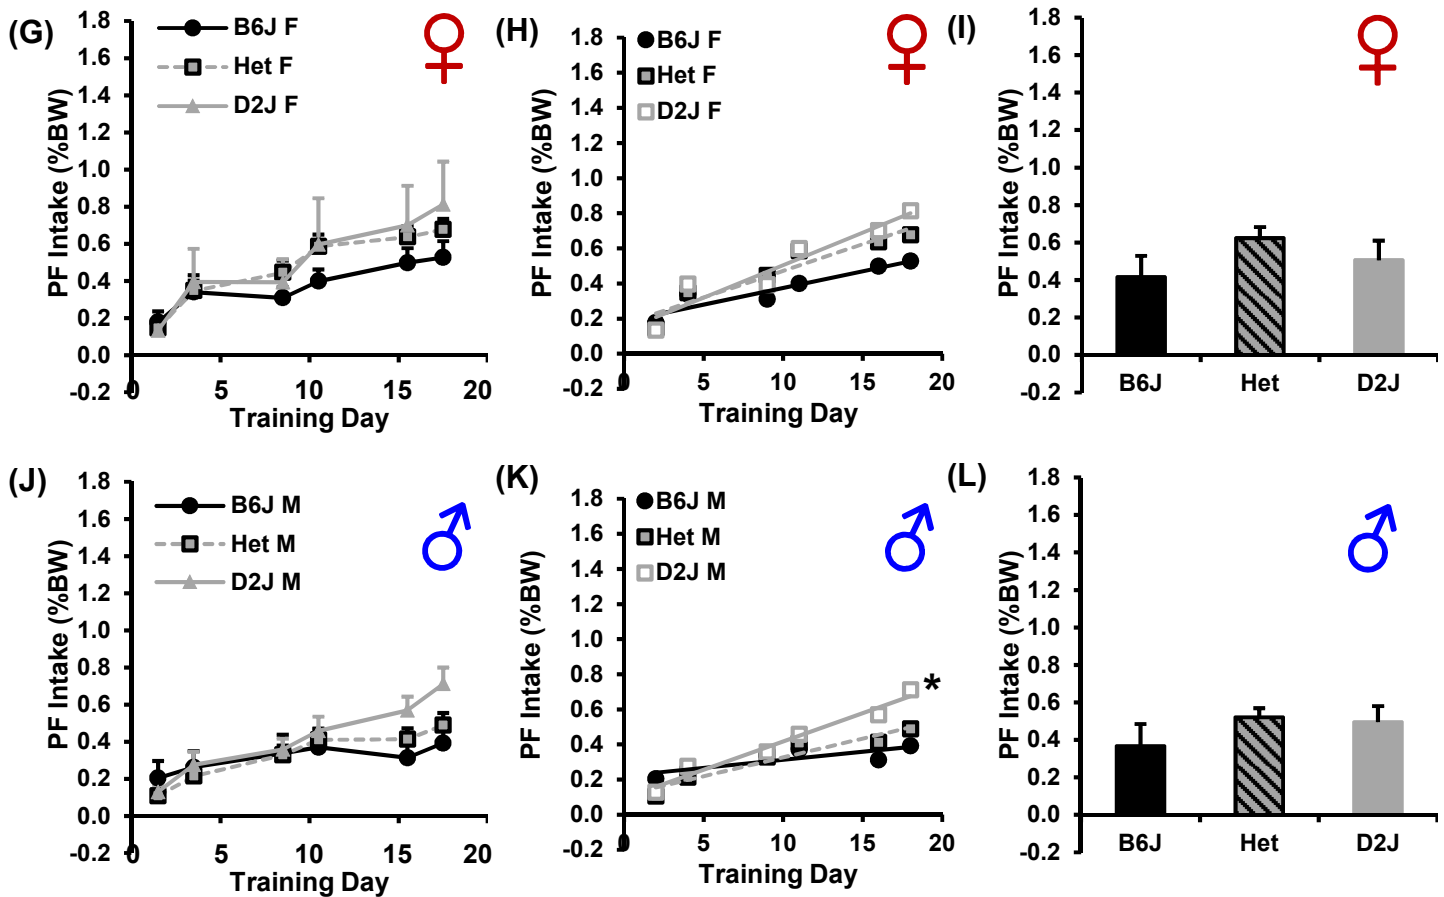 (G)
B6J F
Het F
D2J F
PF Intake (%BW)
1.8
1.6
1.4
1.2
1.0
0.8
0.6
0.4
0.2
0.0
-0.2
0 5 10 15 20
Training Day
(H)
B6J F
Het F
D2J F
PF Intake (%BW)
1.8
1.6
1.4
1.2
1.0
0.8
0.6
0.4
0.2
0.0
-0.2
0 5 10 15 20
Training Day
(I)
PF Intake (%BW)
1.8
1.6
1.4
1.2
1.0
0.8
0.6
0.4
0.2
0.0
-0.2
B6J Het D2J
(J)
B6J M
Het M
D2J M
PF Intake (%BW)
1.8
1.6
1.4
1.2
1.0
0.8
0.6
0.4
0.2
0.0
-0.2
0 5 10 15 20
Training Day
(K)
B6J M
Het M
D2J M
PF Intake (%BW)
1.8
1.6
1.4
1.2
1.0
0.8
0.6
0.4
0.2
0.0
-0.2
*
0 5 10 15 20
Training Day
(L)
PF Intake (%BW)
1.8
1.6
1.4
1.2
1.0
0.8
0.6
0.4
0.2
0.0
-0.2
B6J Het D2J